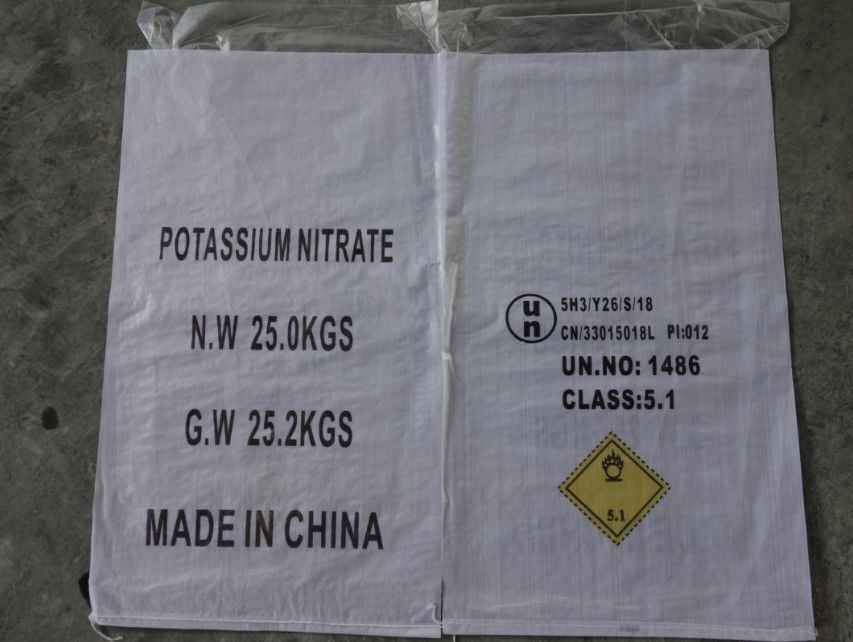 POTASSIUM NITRATE
N.W 25.0KGS
G.W 25.2KGS
MADE IN CHINA
un
5H3/Y26/S/18
CN/33015018L PI:012
UN.NO: 1486
CLASS:5.1
5.1